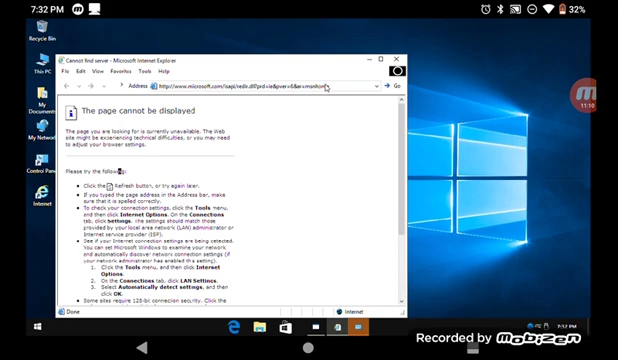 7:32 PM
32%
Recycle Bin
This PC
My Documents
My Network
Control Panel
Internet
Cannot find server - Microsoft Internet Explorer
File Edit View Favorites Tools Help
Address http://www.microsoft.com/isapi/redir.dll?prd=ie&pver=6&ar=msnhom
Go
The page cannot be displayed
The page you are looking for is currently unavailable. The Web
site might be experiencing technical difficulties, or you may need
to adjust your browser settings.
Please try the following:
Click the Refresh button, or try again later.
If you typed the page address in the Address bar, make
sure that it is spelled correctly.
To check your connection settings, click the Tools menu,
and then click Internet Options. On the Connections
tab, click Settings. The settings should match those
provided by your local area network (LAN) administrator or
Internet service provider (ISP).
See if your Internet connection settings are being detected.
You can set Microsoft Windows to examine your network
and automatically discover network connection settings (if
your network administrator has enabled this setting).
1. Click the Tools menu, and then click Internet
Options.
2. On the Connections tab, click LAN Settings.
3. Select Automatically detect settings, and then
click OK.
Some sites require 128-bit connection security. Click the
Done
Internet
11:10
7:32 PM
Recorded by MOBIZEN